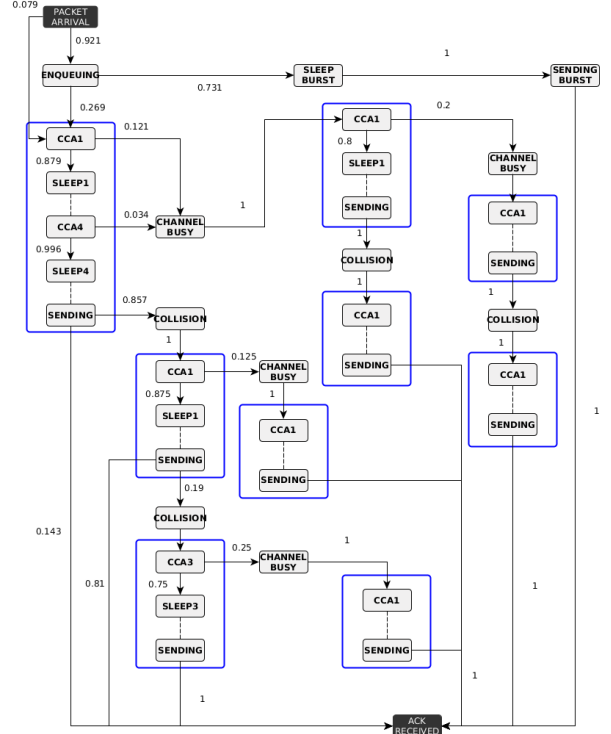 0.079
PACKET
ARRIVAL
0.921
ENQUEUING
0.731
SLEEP
BURST
1
SENDING
BURST
0.269
CCA1
0.121
0.879
SLEEP1
CCA4
0.034
CHANNEL
BUSY
1
0.996
SLEEP4
SENDING
0.857
COLLISION
1
CCA1
0.2
0.8
SLEEP1
SENDING
1
COLLISION
1
CCA1
SENDING
CHANNEL
BUSY
CCA1
SENDING
1
COLLISION
1
CCA1
SENDING
1
CCA1
0.125
CHANNEL
BUSY
0.875
SLEEP1
1
CCA1
SENDING
SENDING
0.19
COLLISION
0.143
CCA3
0.25
CHANNEL
BUSY
1
0.81
0.75
SLEEP3
SENDING
CCA1
SENDING
1
1
1
ACK
RECEIVED